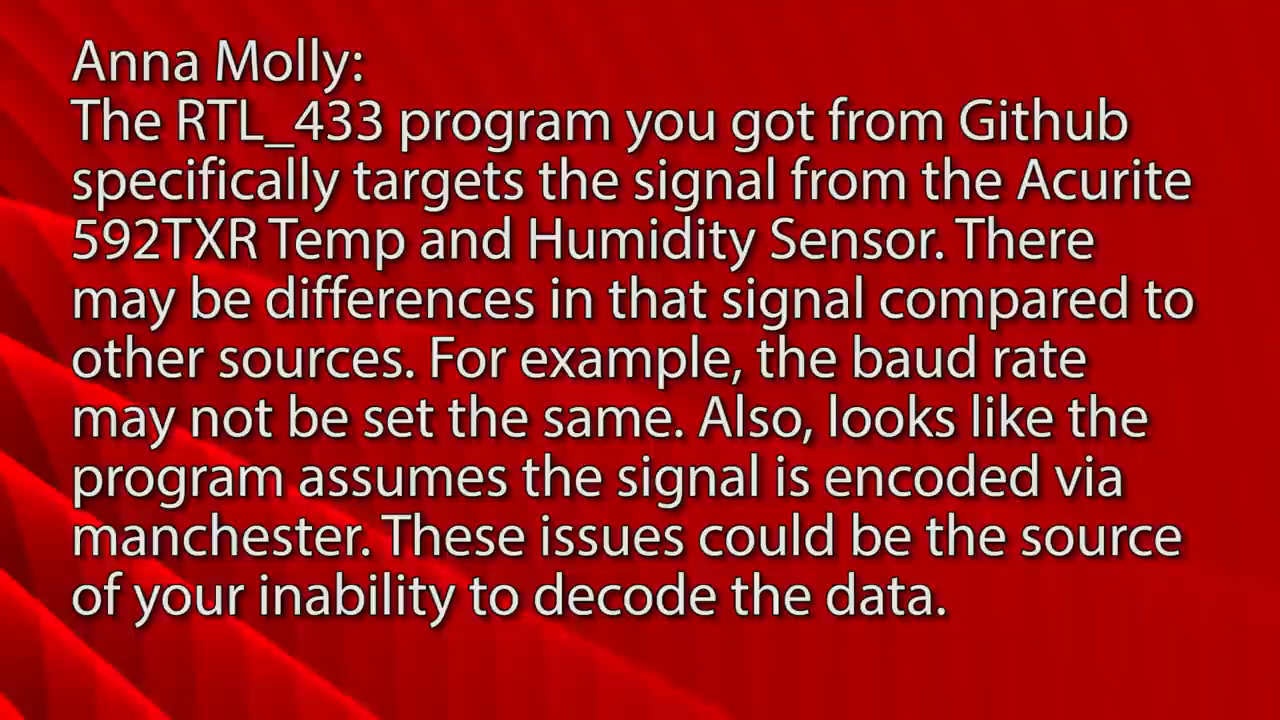 Anna Molly:
The RTL_433 program you got from Github
specifically targets the signal from the Acurite
592TXR Temp and Humidity Sensor. There
may be differences in that signal compared to
other sources. For example, the baud rate
may not be set the same. Also, looks like the
program assumes the signal is encoded via
manchester. These issues could be the source
of your inability to decode the data.